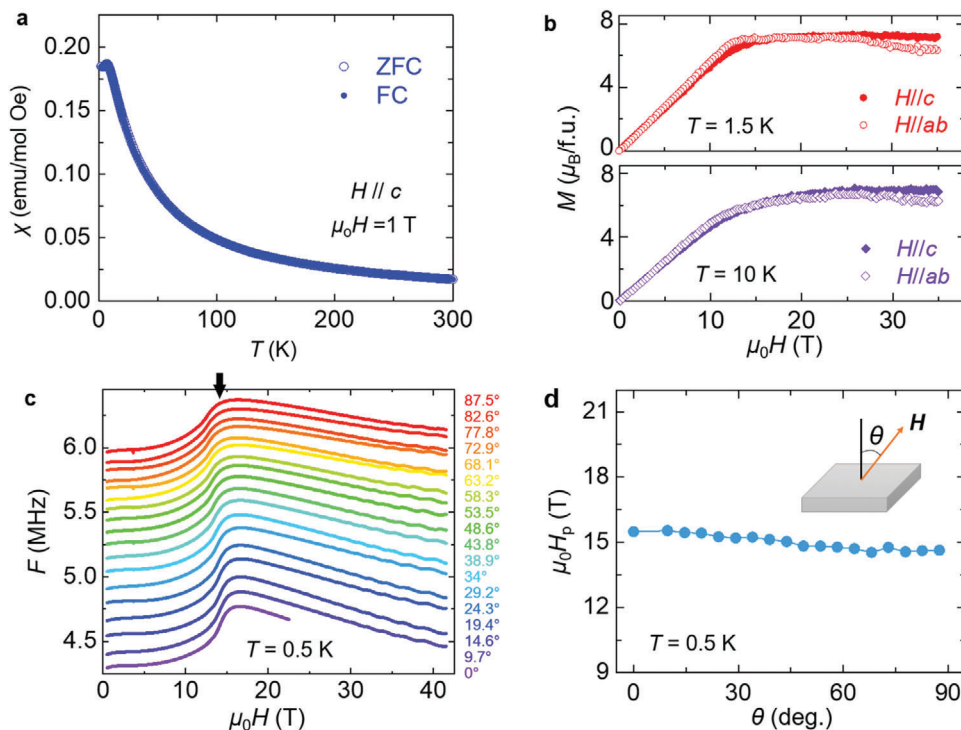 a
0.20
0.15
0.10
0.05
0.00
χ (emu/mol Oe)
ZFC
FC
H // c
μ₀H =1 T
0
100
200
300
T (K)
b
8
4
0
T = 1.5 K
H//c
H//ab
8
4
0
T = 10 K
H//c
H//ab
M (μB/f.u.)
0
10
20
30
μ₀H (T)
c
6.0
5.5
5.0
4.5
F (MHz)
87.5°
82.6°
77.8°
72.9°
68.1°
63.2°
58.3°
53.5°
48.6°
43.8°
38.9°
34°
29.2°
24.3°
19.4°
14.6°
9.7°
0°
T = 0.5 K
0
10
20
30
40
μ₀H (T)
d
21
18
15
12
9
μ₀Hp (T)
θ
H
T = 0.5 K
0
30
60
90
θ (deg.)